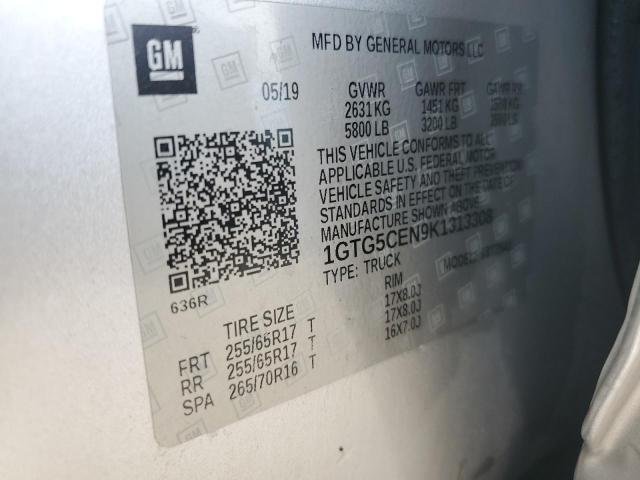 GM
MFD BY GENERAL MOTORS LLC
05/19 GVWR GAWR FRT GAWR RR
2631 KG 1451 KG
5800 LB 3200 LB
THIS VEHICLE CONFORMS TO ALL
APPLICABLE U.S. FEDERAL MOTOR
VEHICLE SAFETY AND THEFT PREVENTION
STANDARDS IN EFFECT ON THE DATE OF
MANUFACTURE SHOWN ABOVE.
1GTG5CEN9K1313308
TYPE: TRUCK MODEL:
636R
TIRE SIZE RIM
FRT 255/65R17 T 17X8.0J
RR 255/65R17 T 17X8.0J
SPA 265/70R16 T 16X7.0J